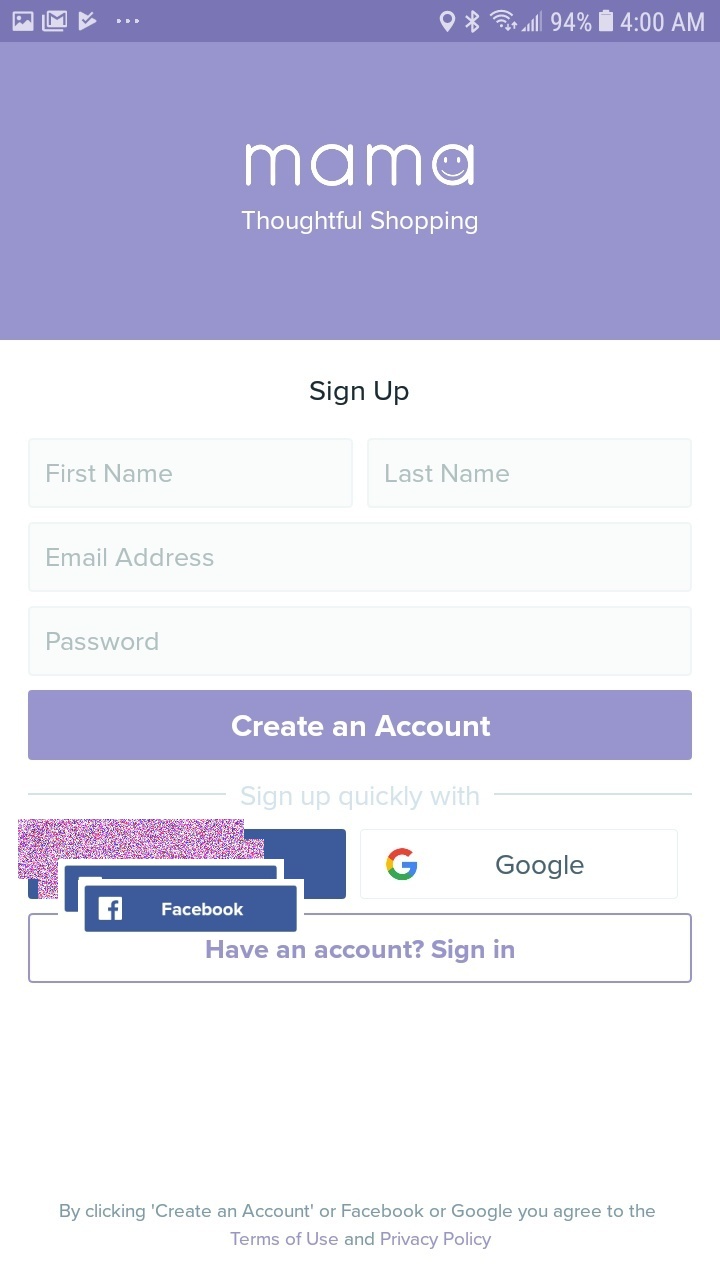 94% 4:00 AM
mama
Thoughtful Shopping
Sign Up
First Name Last Name
Email Address
Password
Create an Account
Sign up quickly with
Google
Facebook
Have an account? Sign in
By clicking 'Create an Account' or Facebook or Google you agree to the
Terms of Use and Privacy Policy